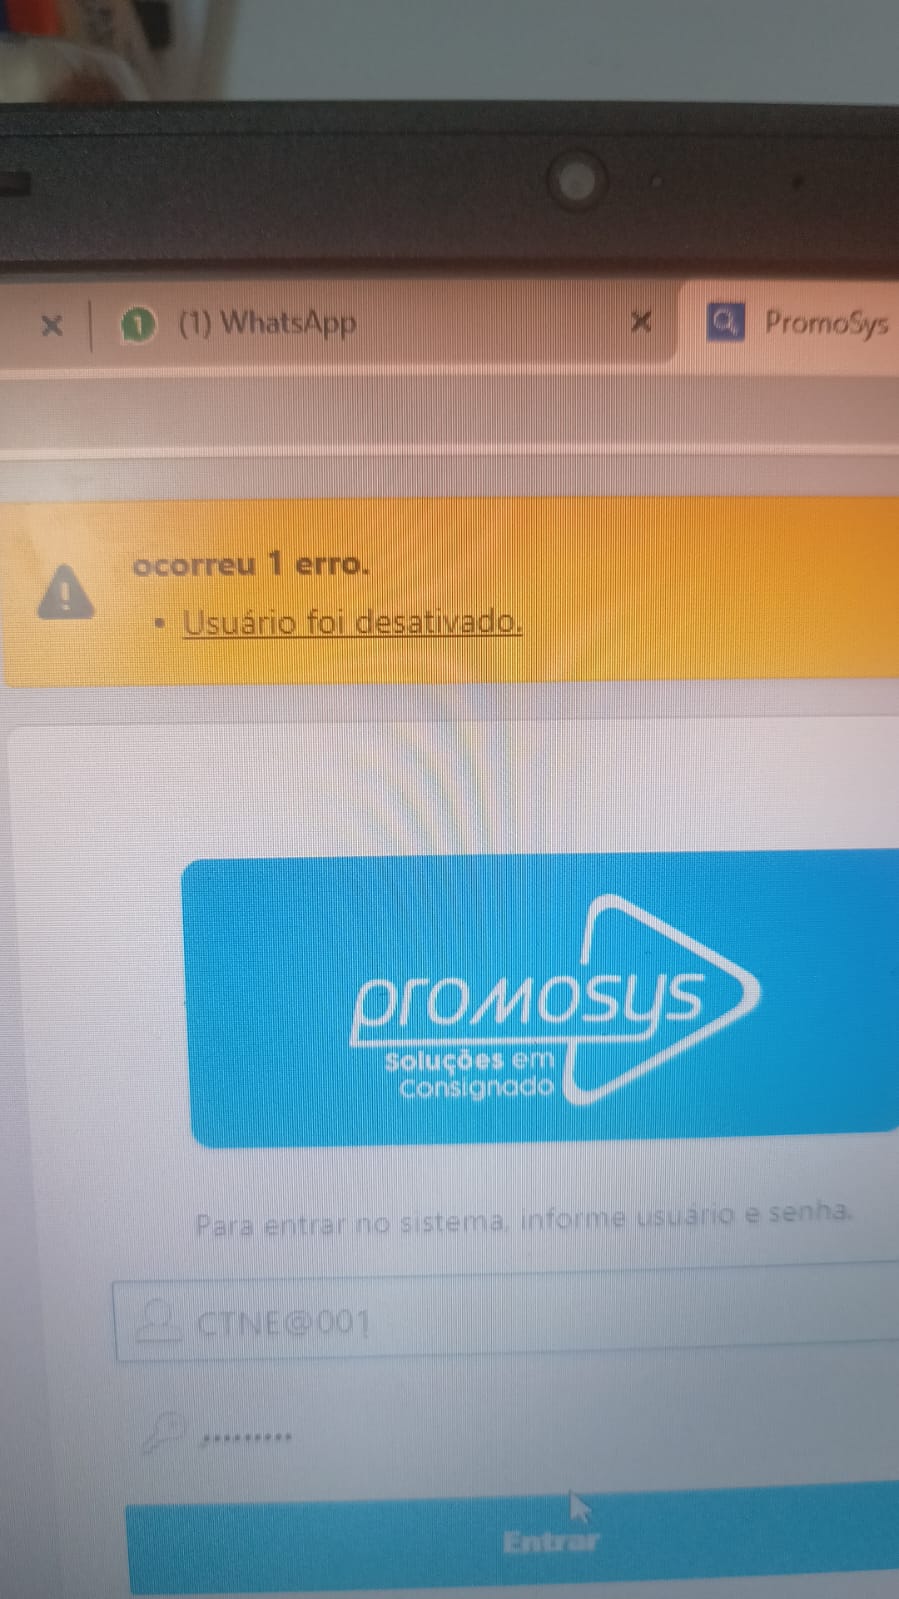 (1) WhatsApp
PromoSys
ocorreu 1 erro.
• Usuário foi desativado.
promosys
Soluções em
Consignado
Para entrar no sistema, informe usuário e senha.
CTNE@001
Entrar